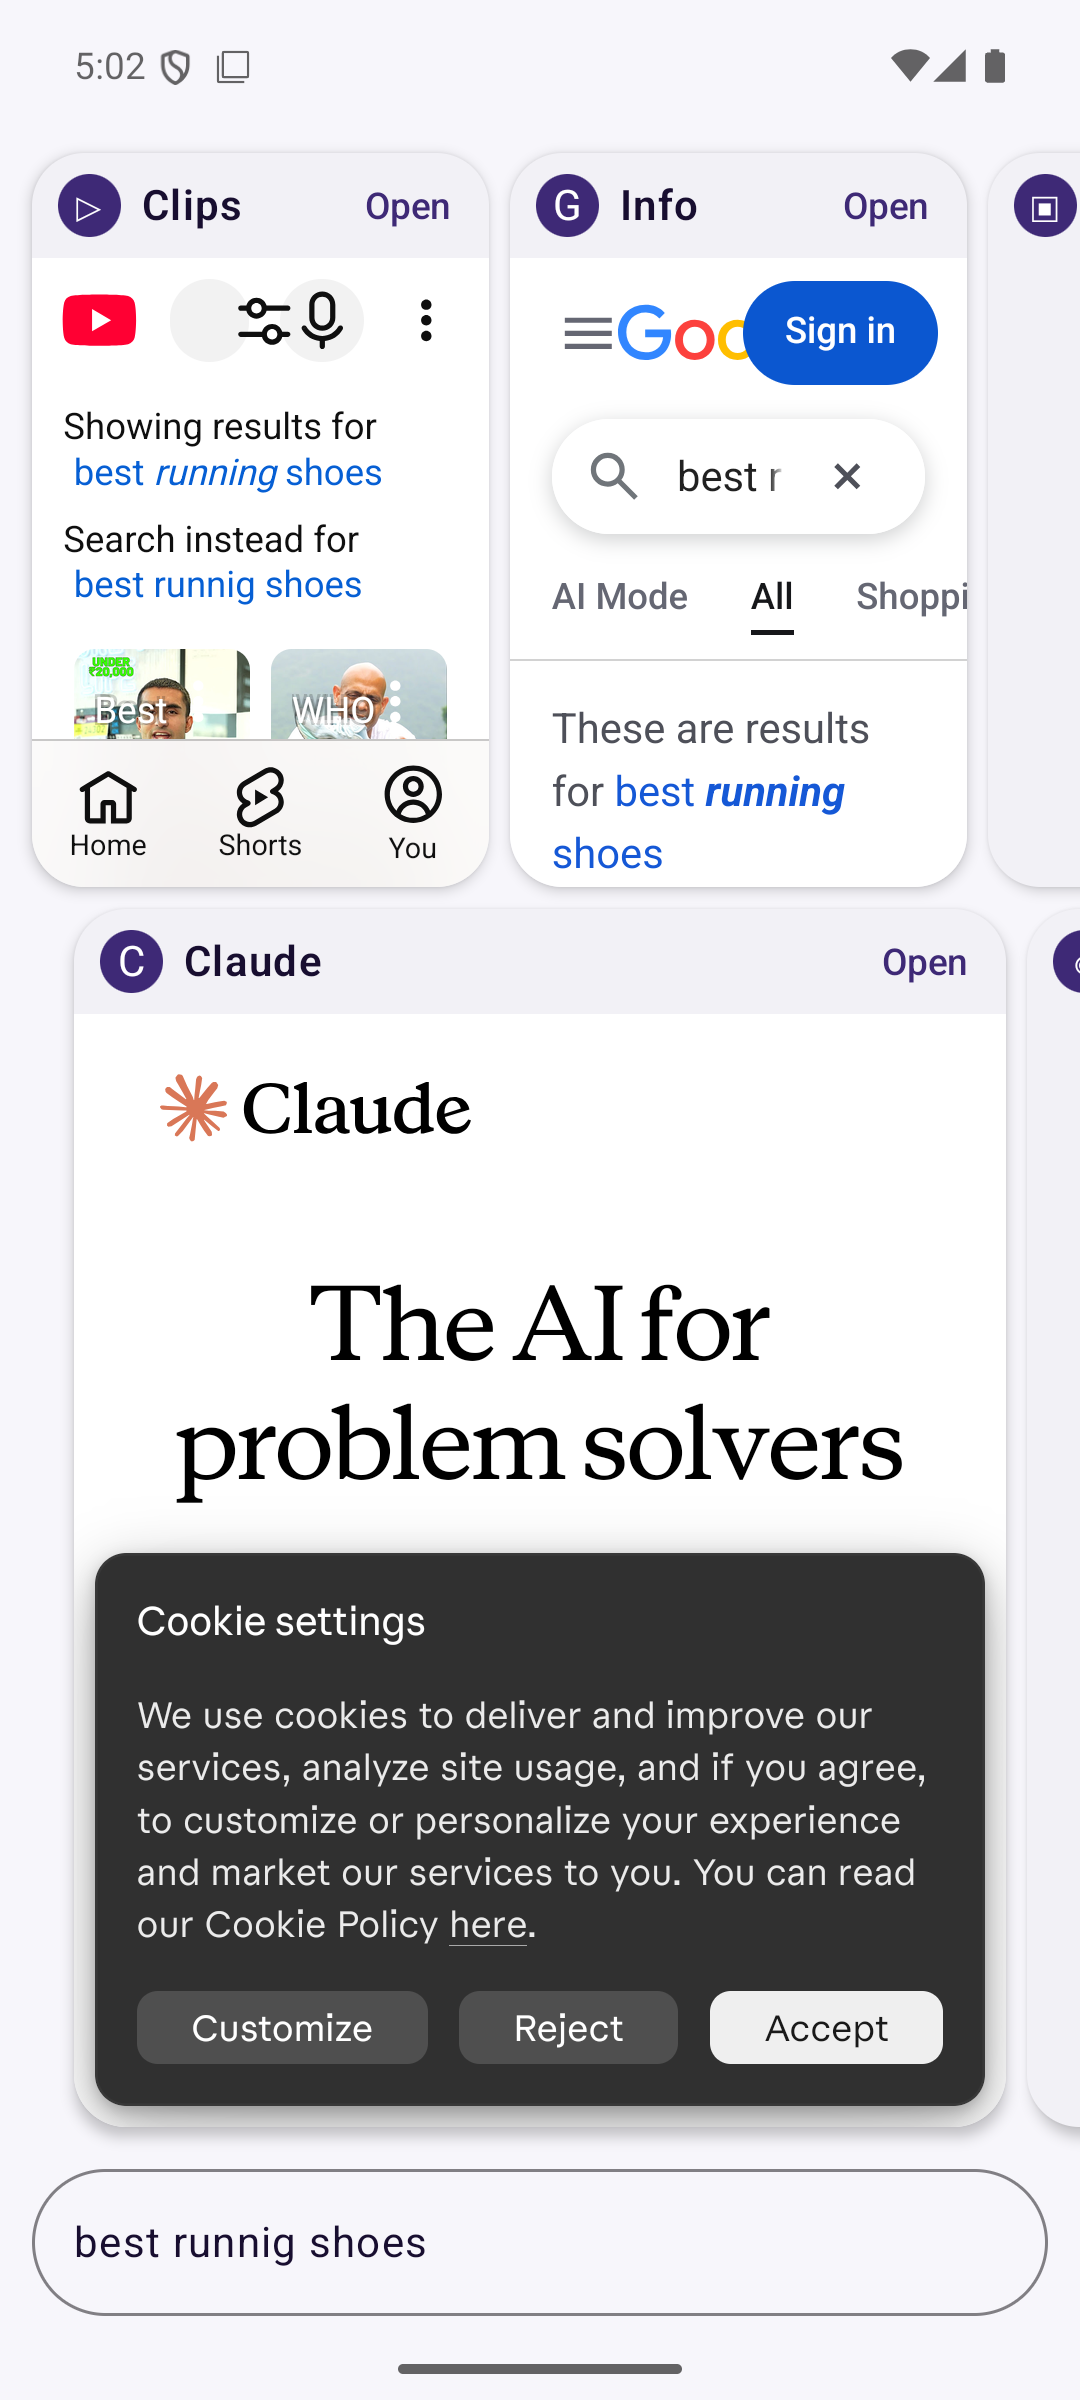 5:02
Clips Open
Showing results for
best running shoes
Search instead for
best runnig shoes
UNDER
₹20,000
Best
WHO
Home Shorts You
G Info Open
Goo Sign in
best r
AI Mode All Shoppi
These are results
for best running
shoes
C Claude Open
Claude
The AI for
problem solvers
Cookie settings
We use cookies to deliver and improve our
services, analyze site usage, and if you agree,
to customize or personalize your experience
and market our services to you. You can read
our Cookie Policy here.
Customize Reject Accept
best runnig shoes